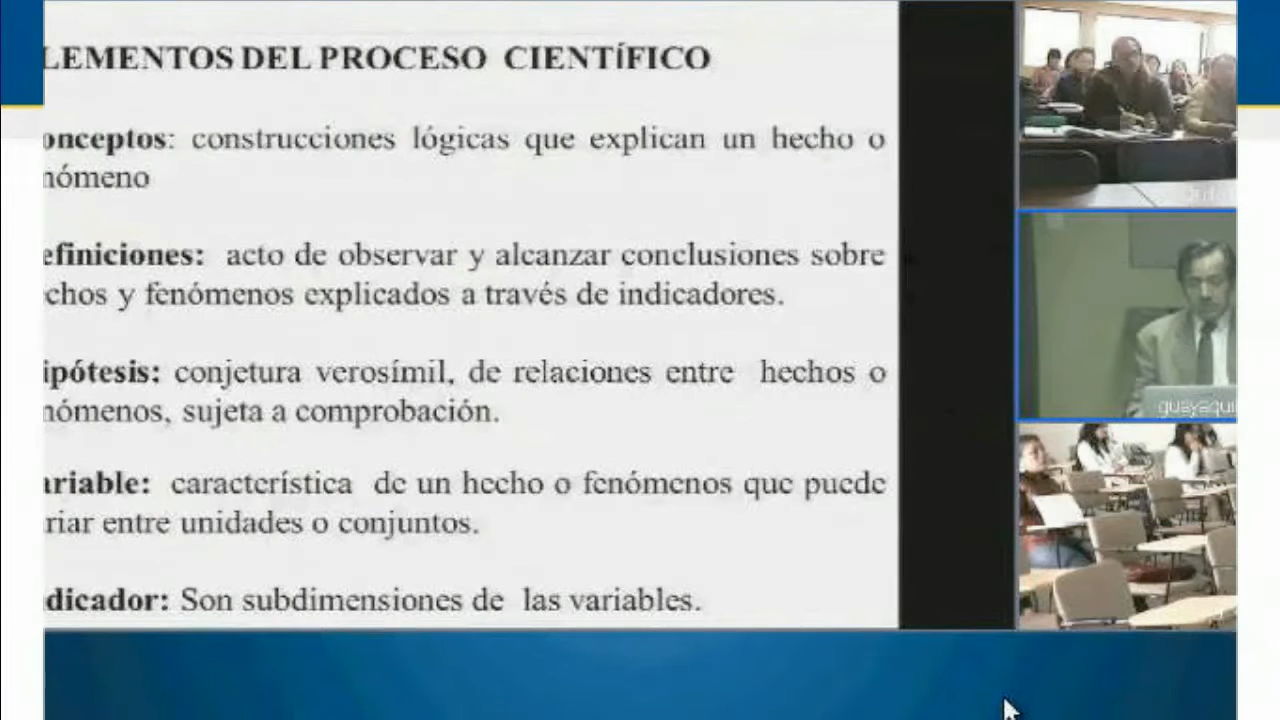 LEMENTOS DEL PROCESO CIENTÍFICO
onceptos: construcciones lógicas que explican un hecho o
nómeno
efiniciones: acto de observar y alcanzar conclusiones sobre
chos y fenómenos explicados a través de indicadores.
ipótesis: conjetura verosímil, de relaciones entre hechos o
nómenos, sujeta a comprobación.
ariable: característica de un hecho o fenómenos que puede
riar entre unidades o conjuntos.
dicador: Son subdimensiones de las variables.
guayaqui